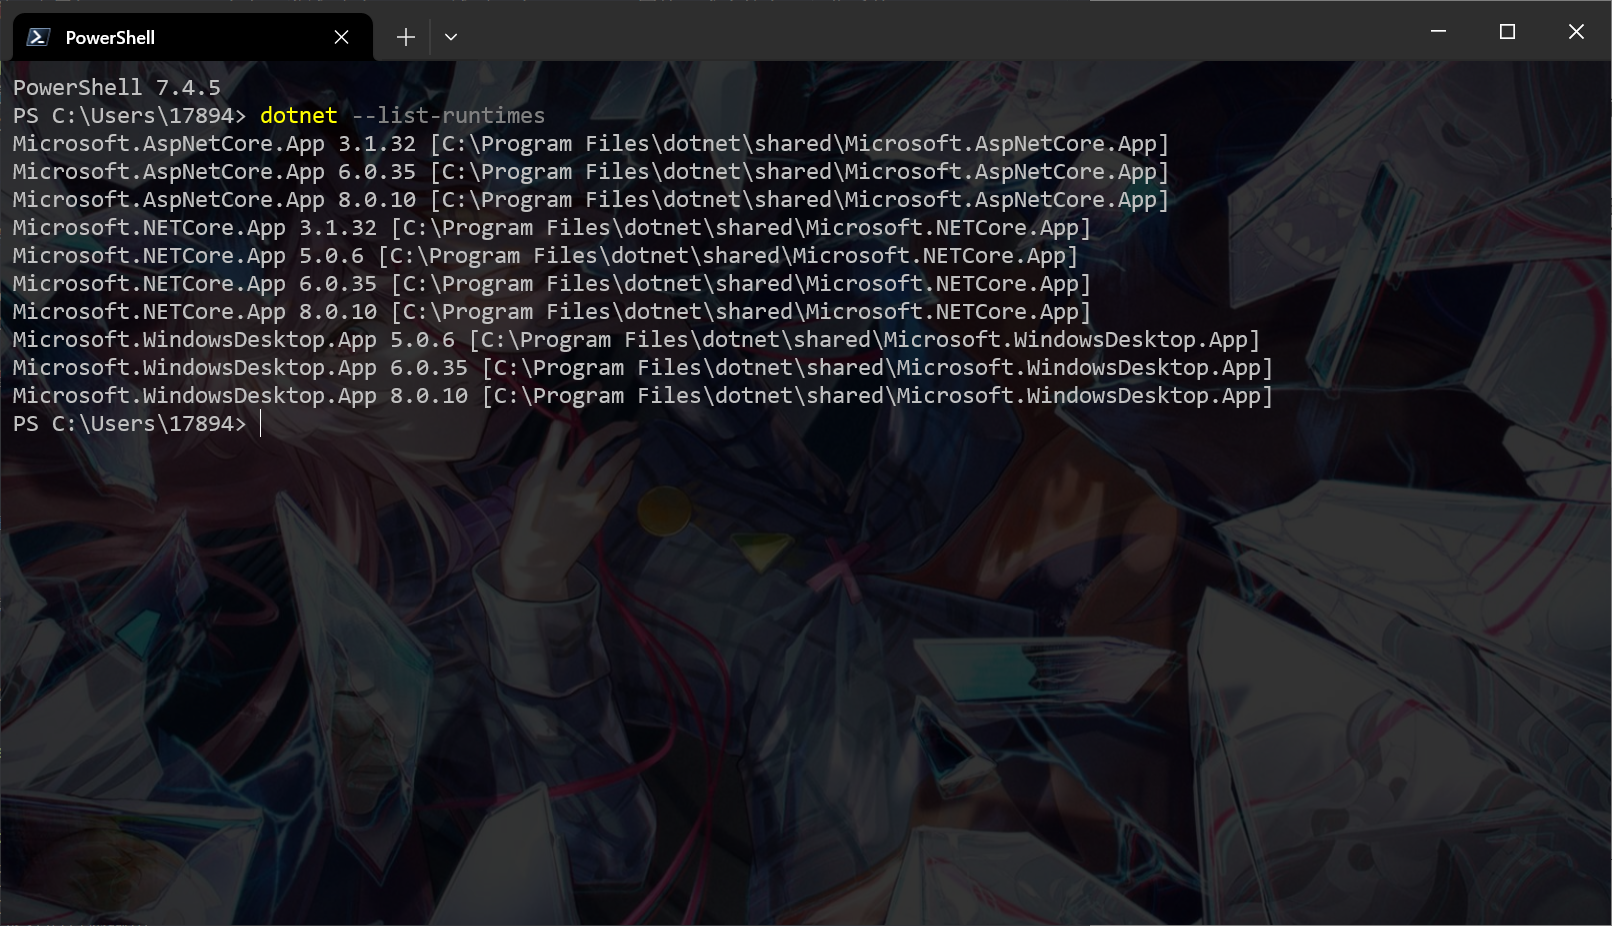 PowerShell
PowerShell 7.4.5
PS C:\Users\17894> dotnet --list-runtimes
Microsoft.AspNetCore.App 3.1.32 [C:\Program Files\dotnet\shared\Microsoft.AspNetCore.App]
Microsoft.AspNetCore.App 6.0.35 [C:\Program Files\dotnet\shared\Microsoft.AspNetCore.App]
Microsoft.AspNetCore.App 8.0.10 [C:\Program Files\dotnet\shared\Microsoft.AspNetCore.App]
Microsoft.NETCore.App 3.1.32 [C:\Program Files\dotnet\shared\Microsoft.NETCore.App]
Microsoft.NETCore.App 5.0.6 [C:\Program Files\dotnet\shared\Microsoft.NETCore.App]
Microsoft.NETCore.App 6.0.35 [C:\Program Files\dotnet\shared\Microsoft.NETCore.App]
Microsoft.NETCore.App 8.0.10 [C:\Program Files\dotnet\shared\Microsoft.NETCore.App]
Microsoft.WindowsDesktop.App 5.0.6 [C:\Program Files\dotnet\shared\Microsoft.WindowsDesktop.App]
Microsoft.WindowsDesktop.App 6.0.35 [C:\Program Files\dotnet\shared\Microsoft.WindowsDesktop.App]
Microsoft.WindowsDesktop.App 8.0.10 [C:\Program Files\dotnet\shared\Microsoft.WindowsDesktop.App]
PS C:\Users\17894>